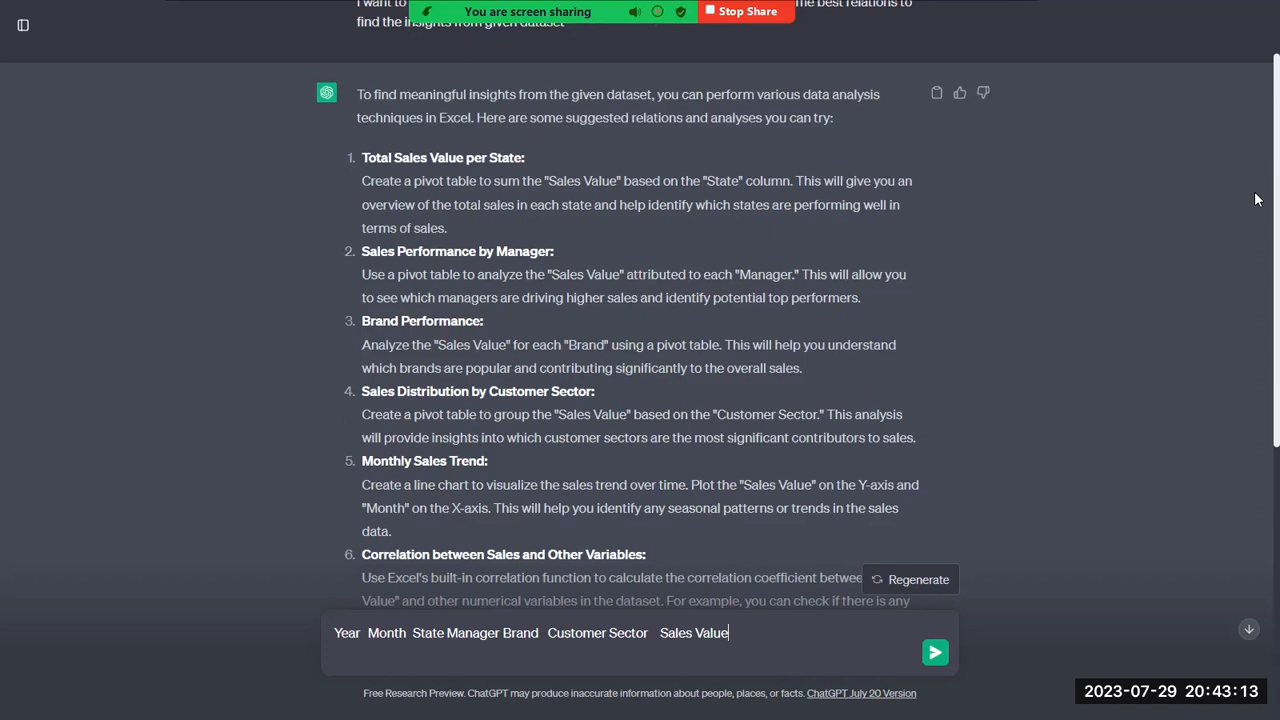 I want to
the best relations to
You are screen sharing
Stop Share
find the insights from given dataset
To find meaningful insights from the given dataset, you can perform various data analysis
techniques in Excel. Here are some suggested relations and analyses you can try:
1. Total Sales Value per State:
Create a pivot table to sum the "Sales Value" based on the "State" column. This will give you an
overview of the total sales in each state and help identify which states are performing well in
terms of sales.
2. Sales Performance by Manager:
Use a pivot table to analyze the "Sales Value" attributed to each "Manager." This will allow you
to see which managers are driving higher sales and identify potential top performers.
3. Brand Performance:
Analyze the "Sales Value" for each "Brand" using a pivot table. This will help you understand
which brands are popular and contributing significantly to the overall sales.
4. Sales Distribution by Customer Sector:
Create a pivot table to group the "Sales Value" based on the "Customer Sector." This analysis
will provide insights into which customer sectors are the most significant contributors to sales.
5. Monthly Sales Trend:
Create a line chart to visualize the sales trend over time. Plot the "Sales Value" on the Y-axis and
"Month" on the X-axis. This will help you identify any seasonal patterns or trends in the sales
data.
6. Correlation between Sales and Other Variables:
Use Excel's built-in correlation function to calculate the correlation coefficient betwee
Value" and other numerical variables in the dataset. For example, you can check if there is any
Regenerate
Year Month State Manager Brand Customer Sector Sales Value
Free Research Preview. ChatGPT may produce inaccurate information about people, places, or facts. ChatGPT July 20 Version
2023-07-29 20:43:13